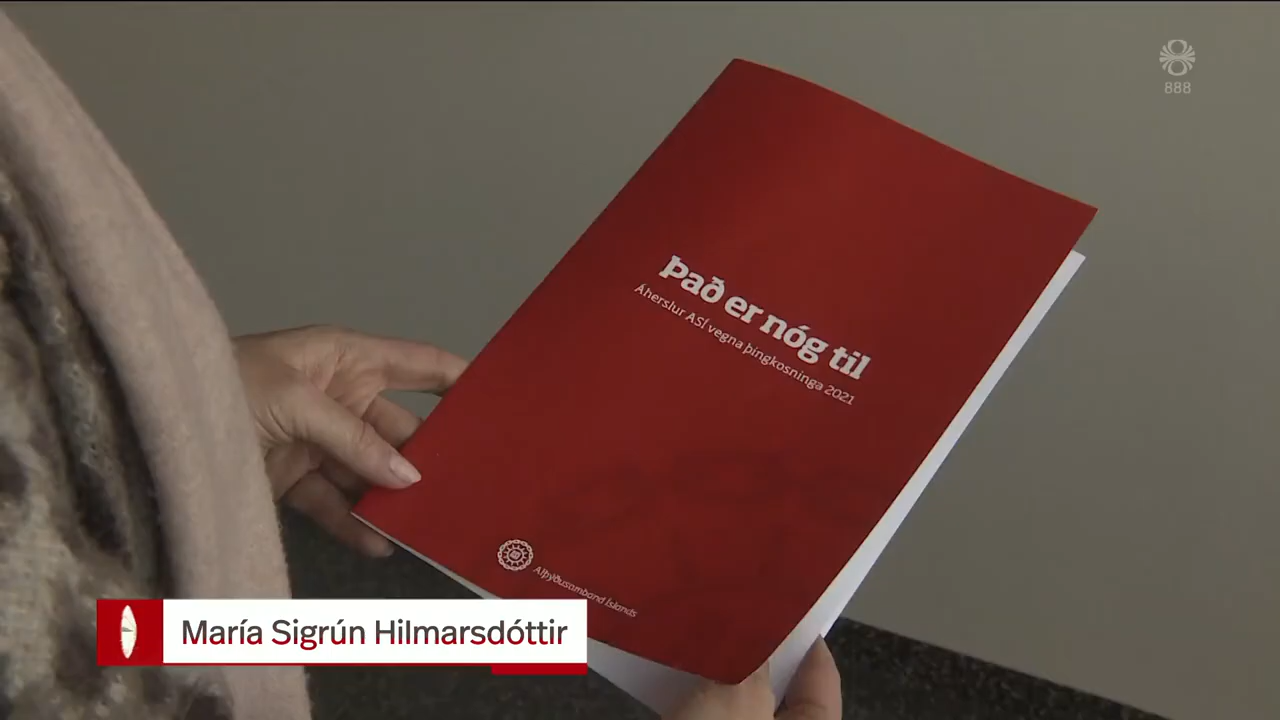 888
Það er nóg til
Áherslur ASÍ vegna þingkosninga 2021
Alþýðusamband Íslands
María Sigrún Hilmarsdóttir